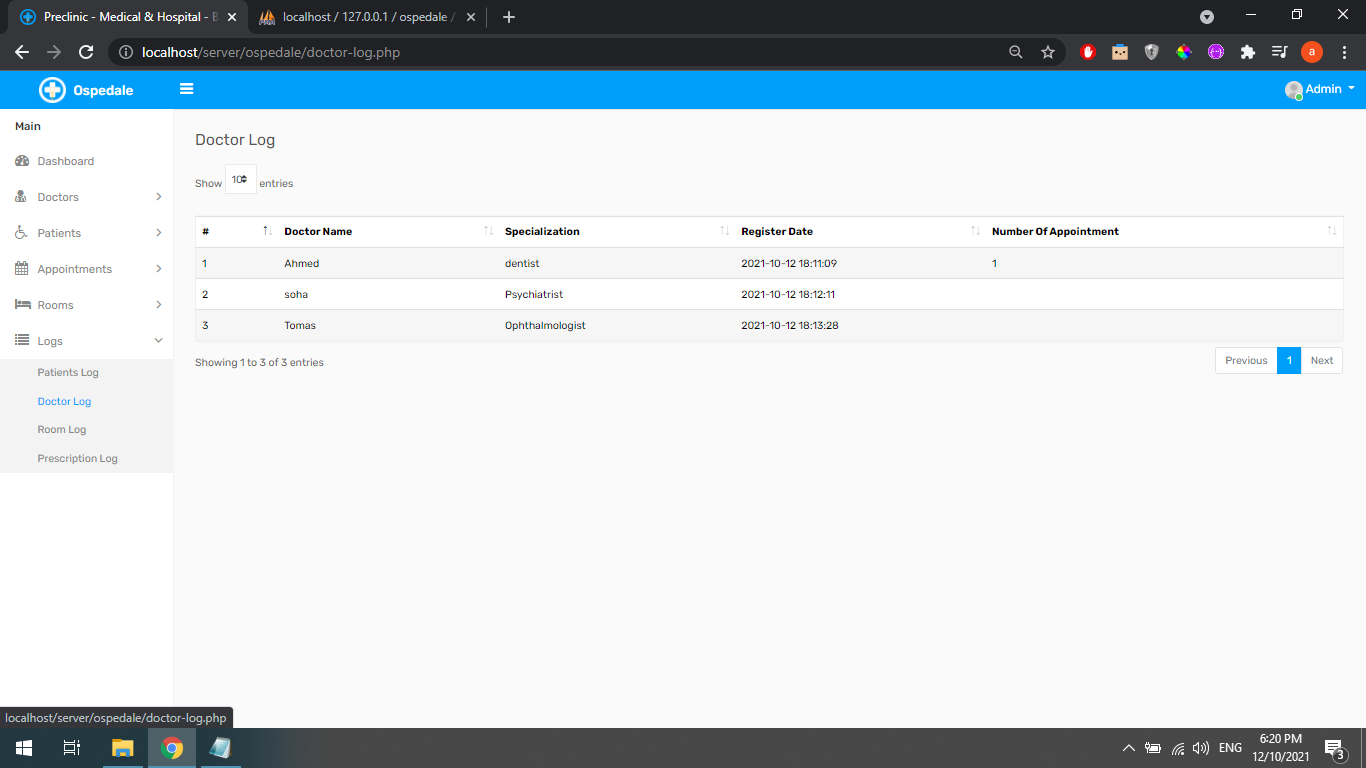 Preclinic - Medical & Hospital - B
localhost / 127.0.0.1 / ospedale /
localhost/server/ospedale/doctor-log.php
a
Ospedale
Admin
Main
Dashboard
Doctors
Patients
Appointments
Rooms
Logs
Patients Log
Doctor Log
Room Log
Prescription Log
Doctor Log
Show 10 entries
# Doctor Name Specialization Register Date Number Of Appointment
1 Ahmed dentist 2021-10-12 18:11:09 1
2 soha Psychiatrist 2021-10-12 18:12:11
3 Tomas Ophthalmologist 2021-10-12 18:13:28
Showing 1 to 3 of 3 entries
Previous 1 Next
localhost/server/ospedale/doctor-log.php
ENG
6:20 PM
12/10/2021
3